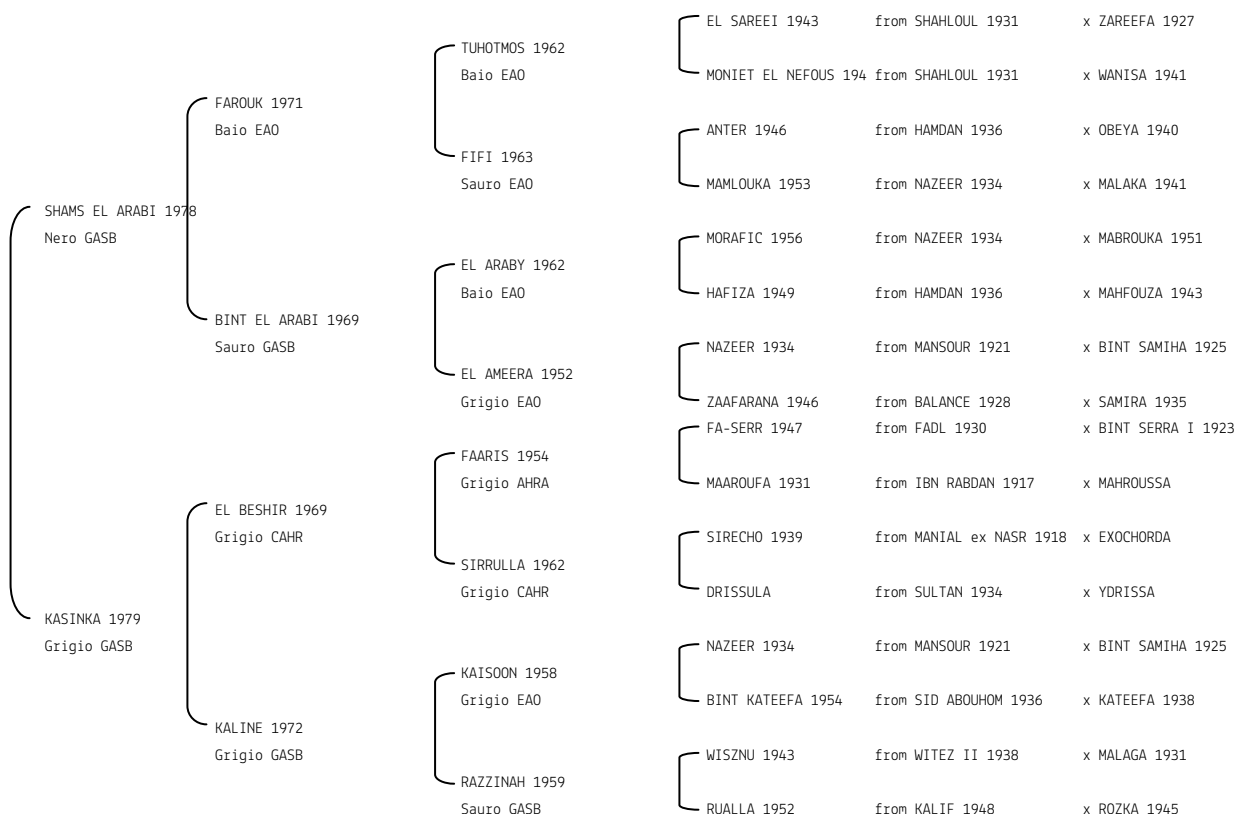 EL SAREEI 1943 from SHAHLOUL 1931 x ZAREEFA 1927
TUHOTMOS 1962
Baio EAO
MONIET EL NEFOUS 194 from SHAHLOUL 1931 x WANISA 1941
FAROUK 1971
Baio EAO
ANTER 1946 from HAMDAN 1936 x OBEYA 1940
FIFI 1963
Sauro EAO
MAMLOUKA 1953 from NAZEER 1934 x MALAKA 1941
SHAMS EL ARABI 1978
Nero GASB
MORAFIC 1956 from NAZEER 1934 x MABROUKA 1951
EL ARABY 1962
Baio EAO
HAFIZA 1949 from HAMDAN 1936 x MAHFOUZA 1943
BINT EL ARABI 1969
Sauro GASB
NAZEER 1934 from MANSOUR 1921 x BINT SAMIHA 1925
EL AMEERA 1952
Grigio EAO
ZAAFARANA 1946 from BALANCE 1928 x SAMIRA 1935
FA-SERR 1947 from FADL 1930 x BINT SERRA I 1923
FAARIS 1954
Grigio AHRA
MAAROUFA 1931 from IBN RABDAN 1917 x MAHROUSSA
EL BESHIR 1969
Grigio CAHR
SIRECHO 1939 from MANIAL ex NASR 1918 x EXOCHORDA
SIRRULLA 1962
Grigio CAHR
DRISSULA from SULTAN 1934 x YDRISSA
KASINKA 1979
Grigio GASB
NAZEER 1934 from MANSOUR 1921 x BINT SAMIHA 1925
KAISOON 1958
Grigio EAO
BINT KATEEFA 1954 from SID ABOUHOM 1936 x KATEEFA 1938
KALINE 1972
Grigio GASB
WISZNU 1943 from WITEZ II 1938 x MALAGA 1931
RAZZINAH 1959
Sauro GASB
RUALLA 1952 from KALIF 1948 x ROZKA 1945